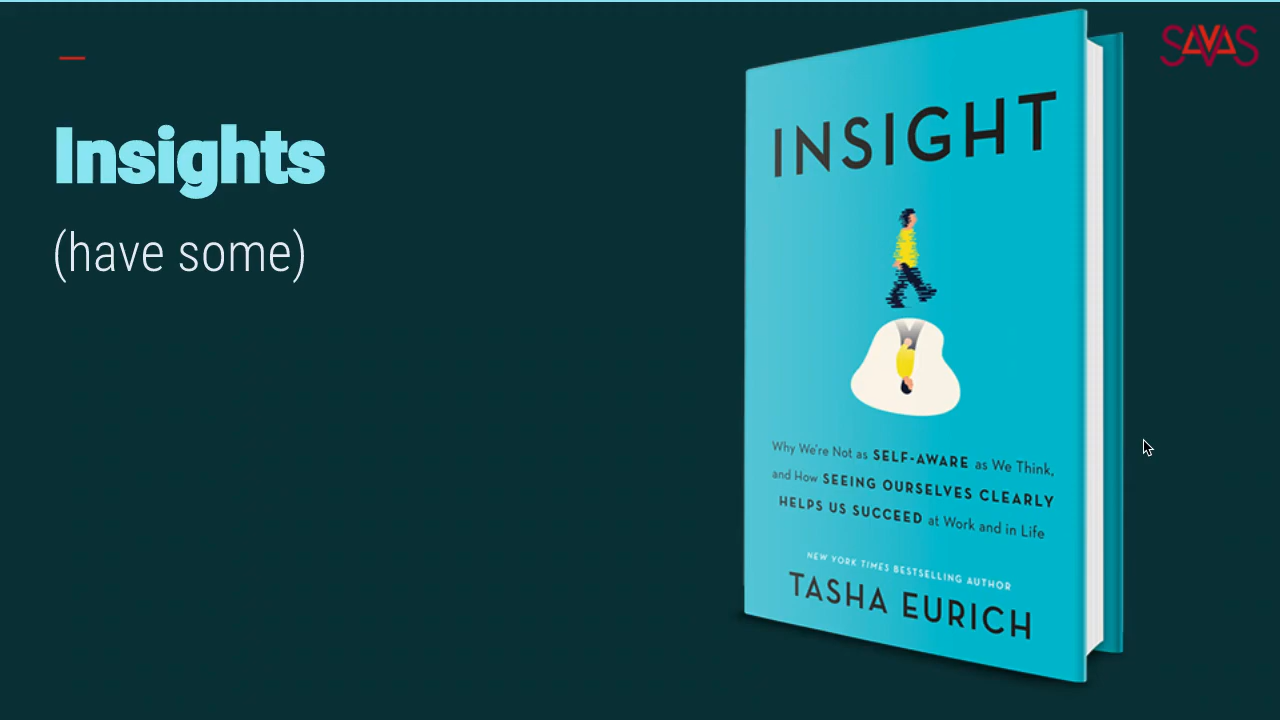 Insights
(have some)
SAVAS
INSIGHT
Why We're Not as SELF-AWARE as We Think,
and How SEEING OURSELVES CLEARLY
HELPS US SUCCEED at Work and in Life
NEW YORK TIMES BESTSELLING AUTHOR
TASHA EURICH